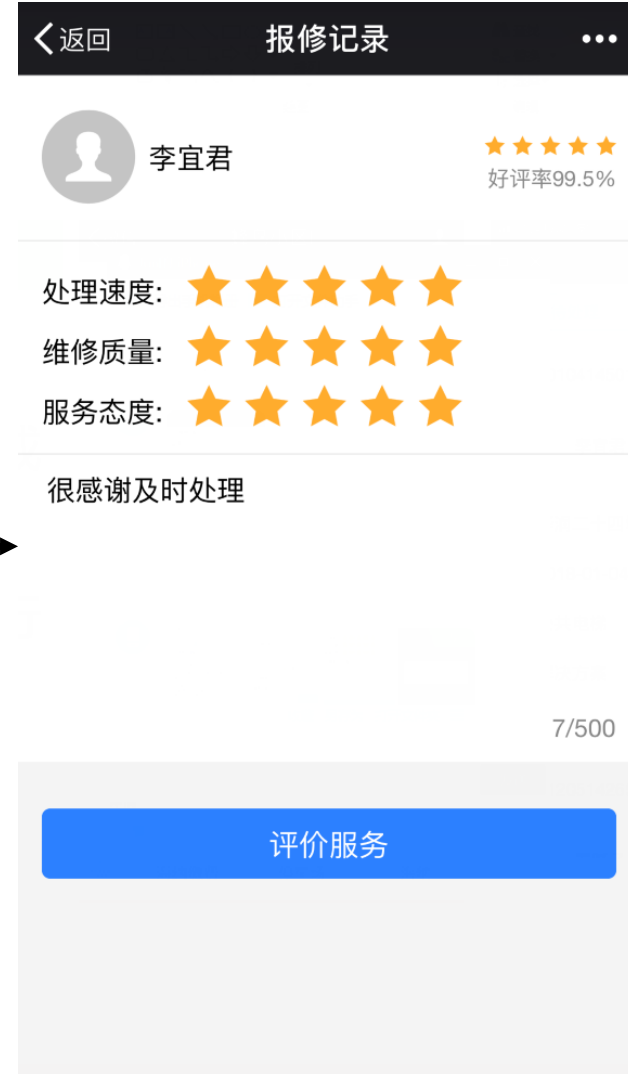 返回
报修记录
李宜君
好评率99.5%
处理速度:
维修质量:
服务态度:
很感谢及时处理
7/500
评价服务